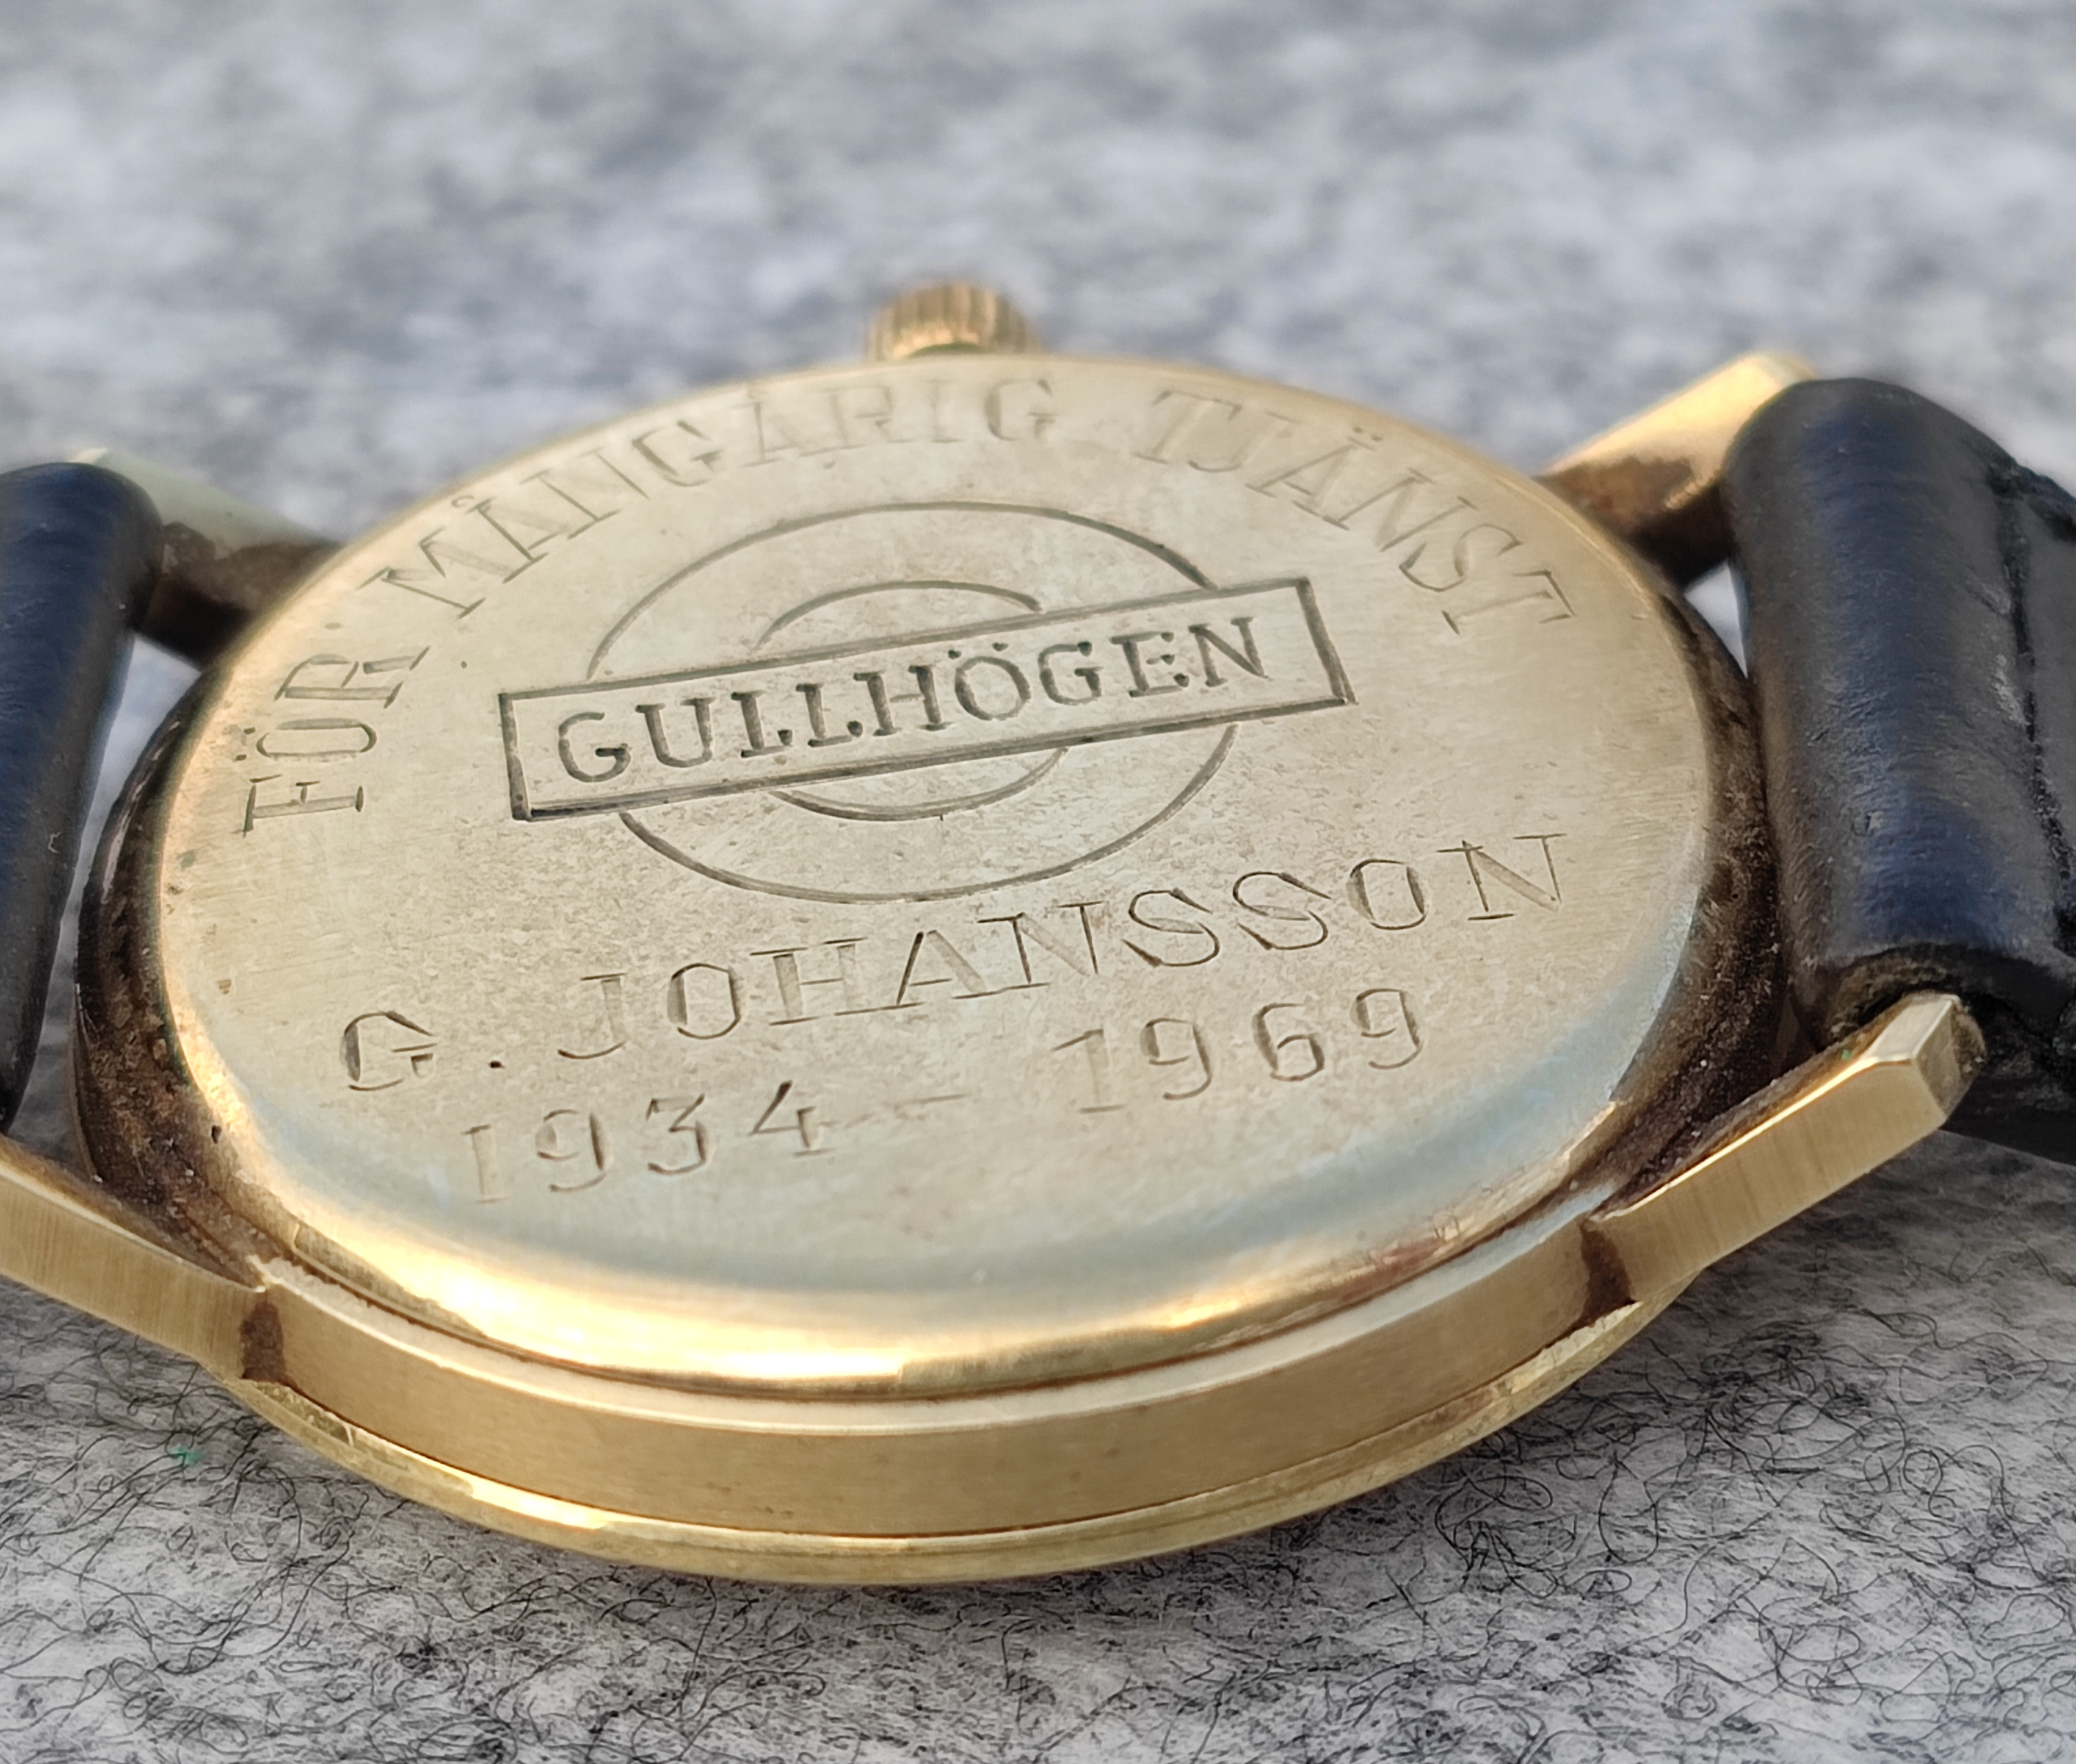 FÖR MÅNGÅRIG TJÄNST
GULLHÖGEN
G. JOHANSSON
1934 - 1969